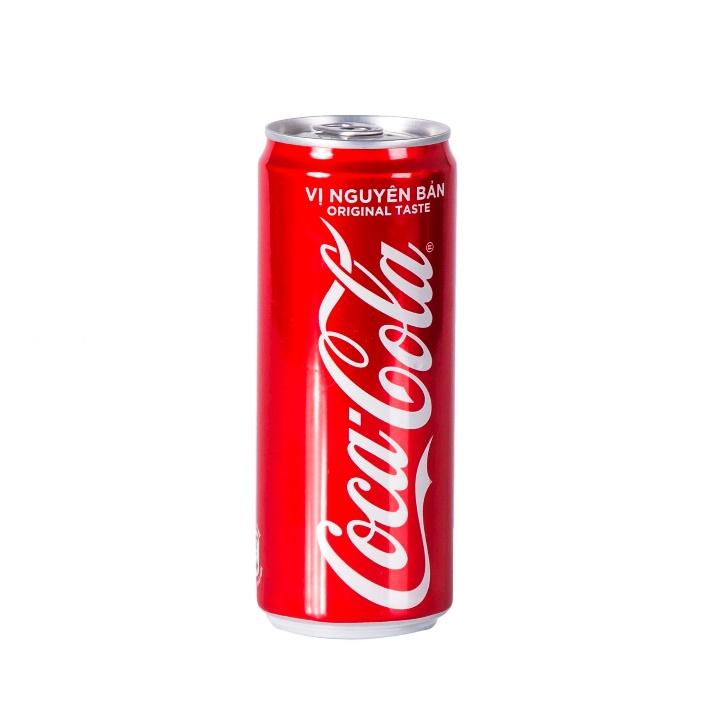 VỊ NGUYÊN BẢN
ORIGINAL TASTE
Coca-Cola
®